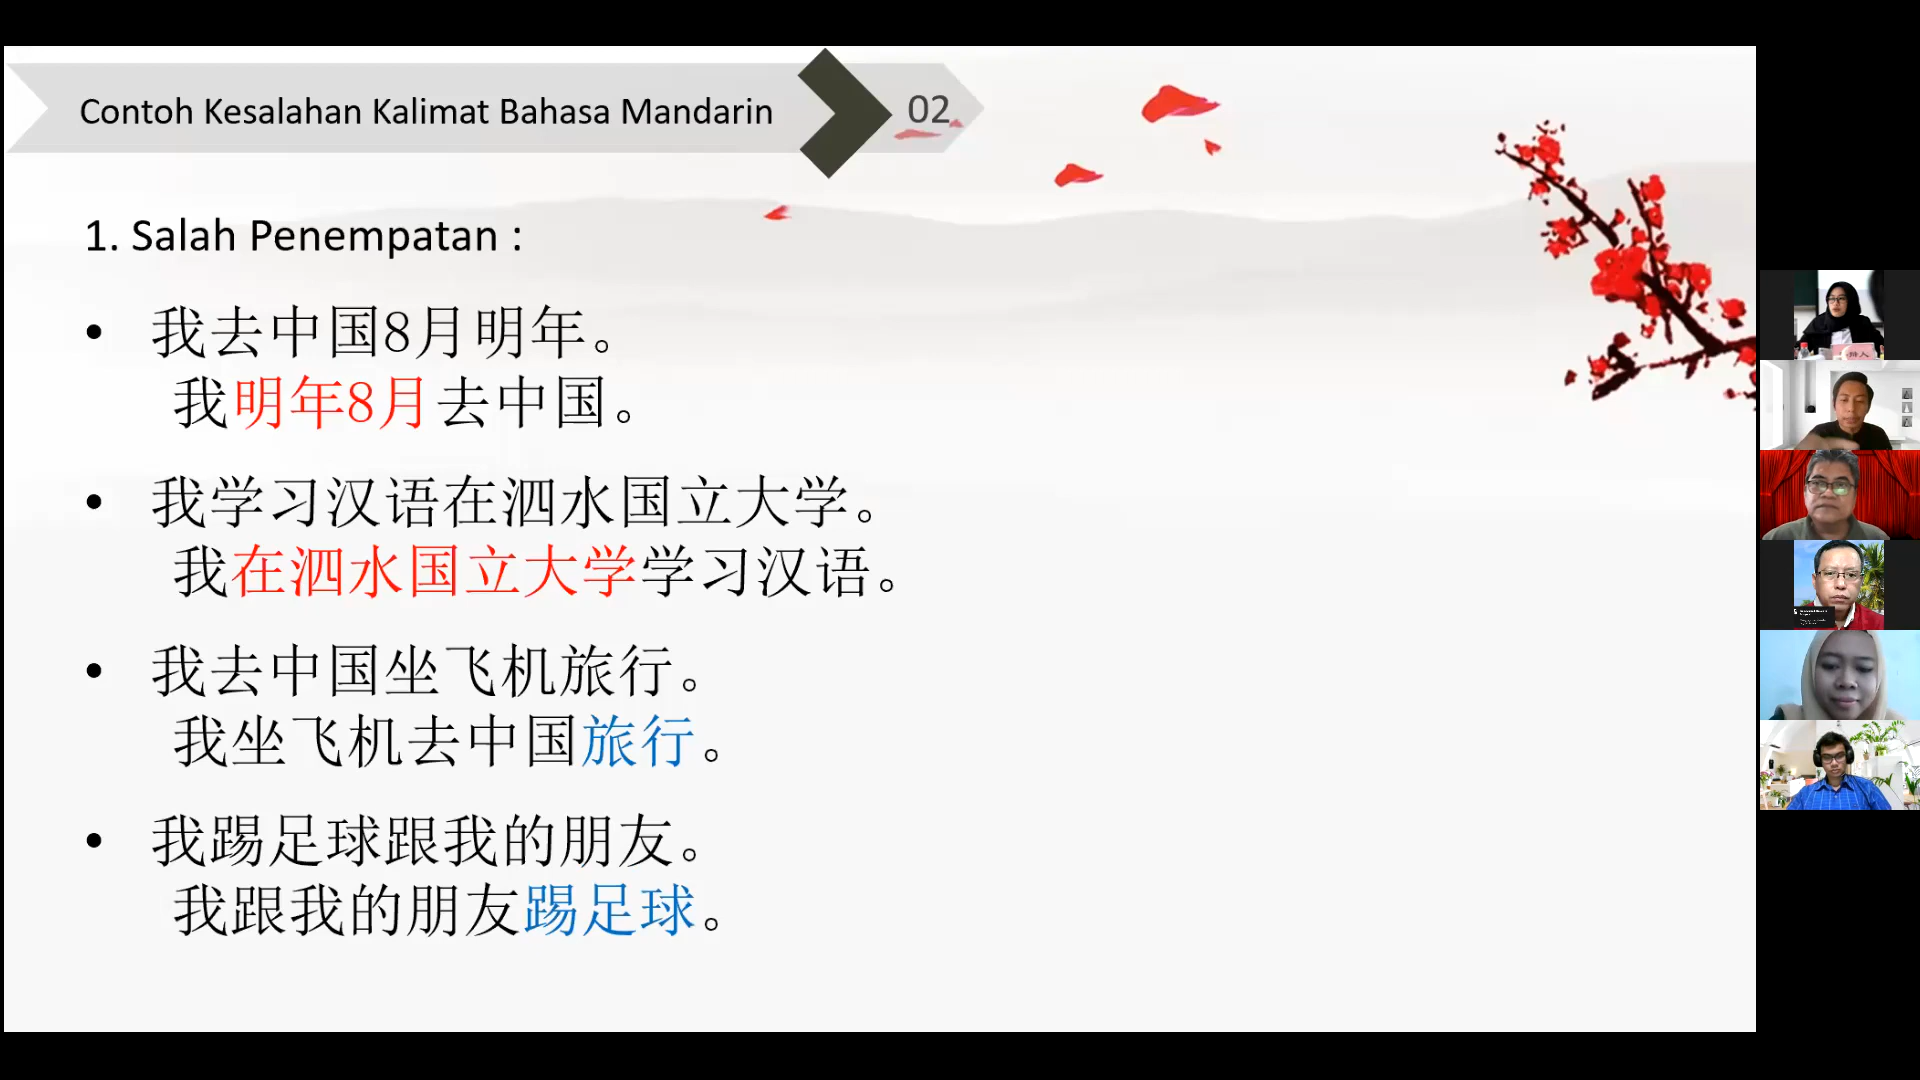 Contoh Kesalahan Kalimat Bahasa Mandarin
02
1. Salah Penempatan :
• 我去中国8月明年。
我明年8月去中国。
• 我学习汉语在泗水国立大学。
我在泗水国立大学学习汉语。
• 我去中国坐飞机旅行。
我坐飞机去中国旅行。
• 我踢足球跟我的朋友。
我跟我的朋友踢足球。